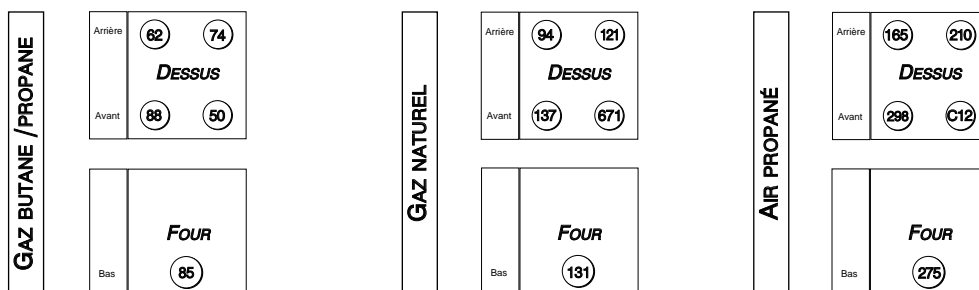 GAZ BUTANE /PROPANE
Arrière 62 74
DESSUS
Avant 88 50
FOUR
Bas 85
GAZ NATUREL
Arrière 94 121
DESSUS
Avant 137 671
FOUR
Bas 131
AIR PROPANÉ
Arrière 165 210
DESSUS
Avant 298 C12
FOUR
Bas 275